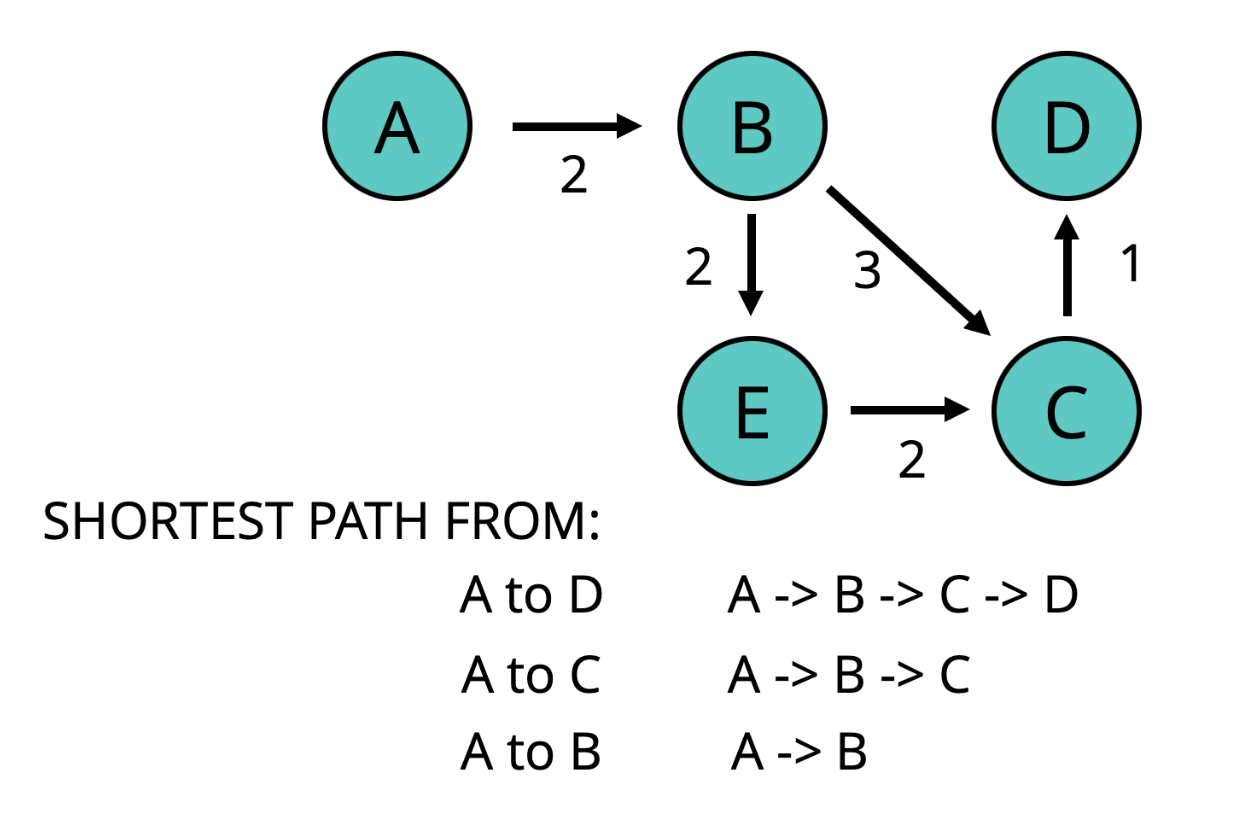 A
B
D
2
2
3
1
E
C
2
SHORTEST PATH FROM:
A to D A -> B -> C -> D
A to C A -> B -> C
A to B A -> B